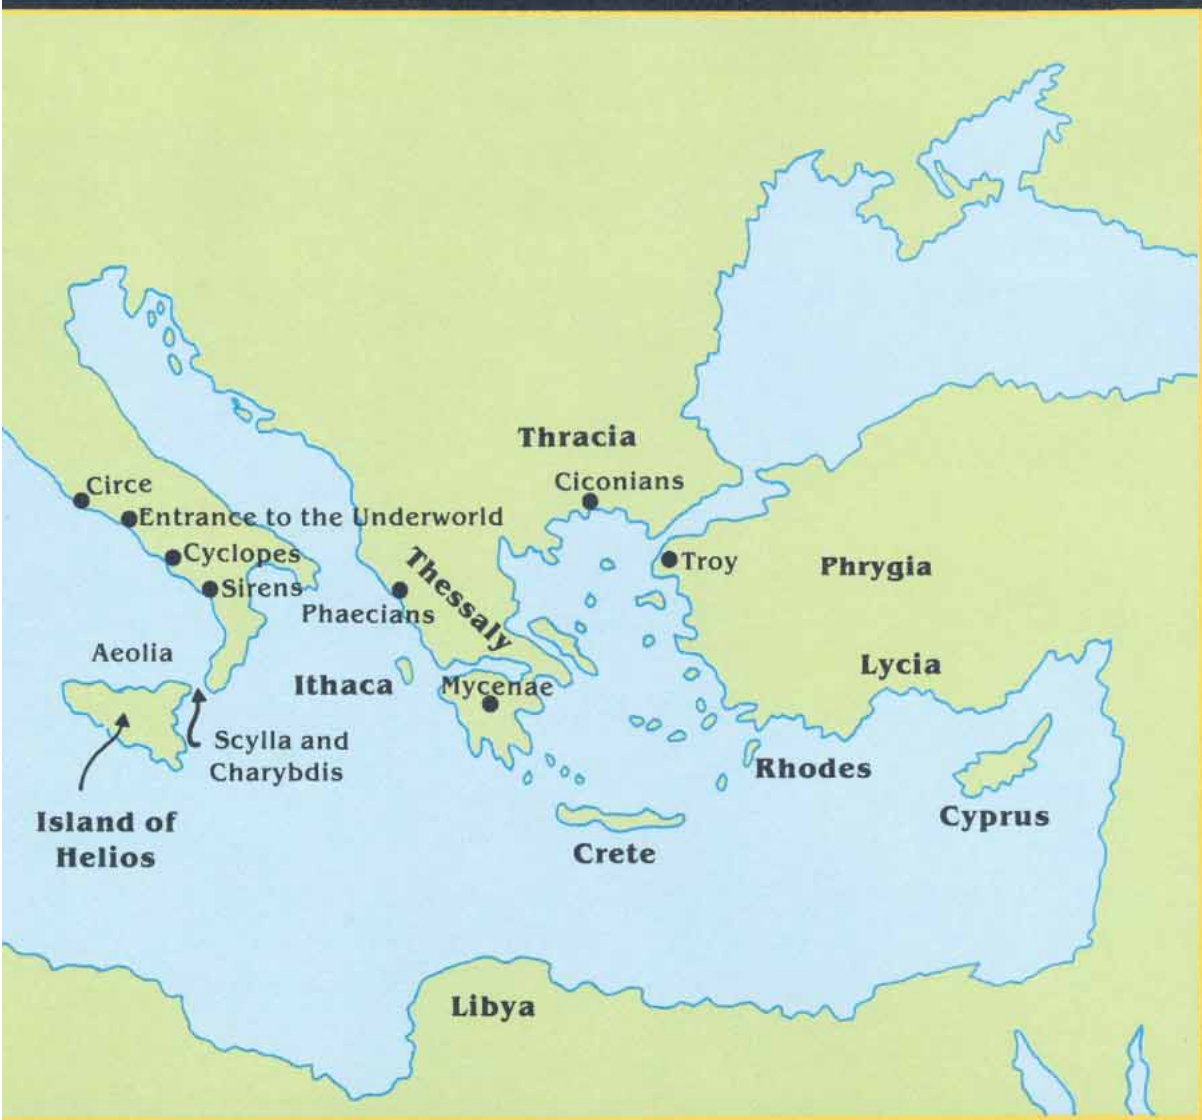 Thracia
Circe
Ciconians
Entrance to the Underworld
Cyclopes
Troy
Phrygia
Sirens
Thessaly
Phaecians
Aeolia
Lycia
Ithaca
Mycenae
Scylla and
Charybdis
Rhodes
Island of
Helios
Cyprus
Crete
Libya